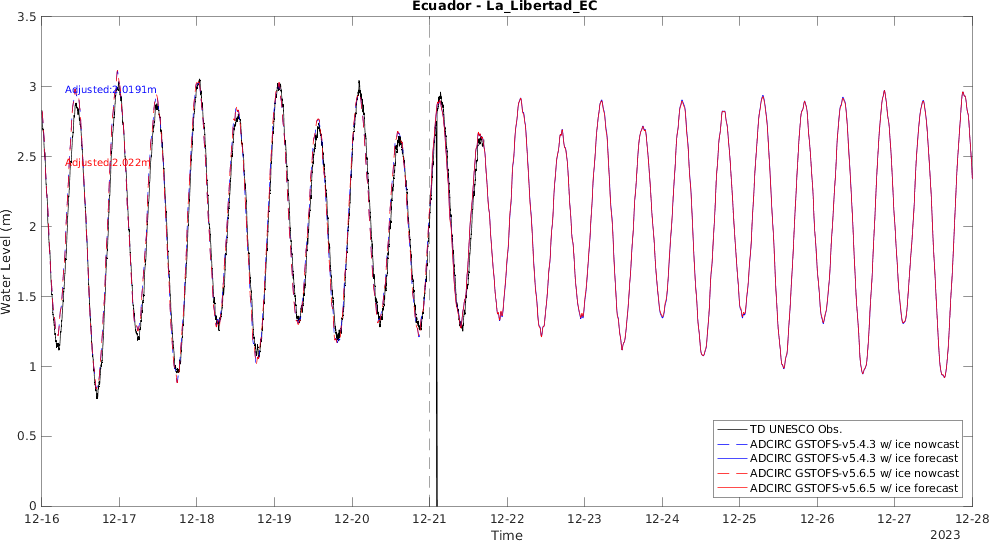 Ecuador - La_Libertad_EC
3.5
3
2.5
2
1.5
1
0.5
0
Water Level (m)
Adjusted:2.0191m
Adjusted:2.022m
TD UNESCO Obs.
ADCIRC GSTOFS-v5.4.3 w/ ice nowcast
ADCIRC GSTOFS-v5.4.3 w/ ice forecast
ADCIRC GSTOFS-v5.6.5 w/ ice nowcast
ADCIRC GSTOFS-v5.6.5 w/ ice forecast
12-16 12-17 12-18 12-19 12-20 12-21 12-22 12-23 12-24 12-25 12-26 12-27 12-28
Time
2023